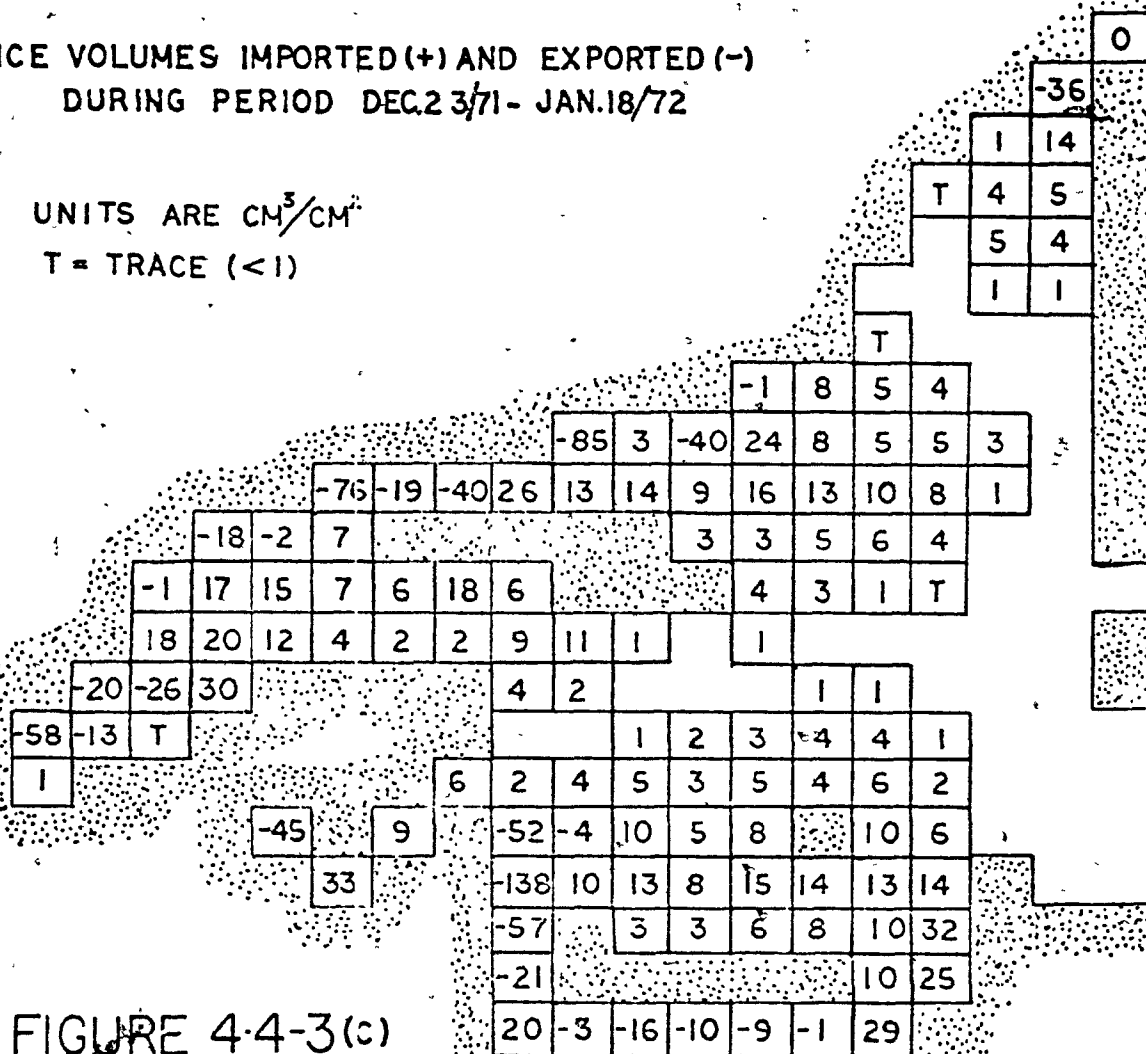 ICE VOLUMES IMPORTED (+) AND EXPORTED (-)
DURING PERIOD DEC.23/71 - JAN.18/72
UNITS ARE CM³/CM²
T = TRACE (<1)
0
-36
1 14
T 4 5
5 4
1 1
T
-1 8 5 4
-85 3 -40 24 8 5 5 3
-76 -19 -40 26 13 14 9 16 13 10 8 1
-18 -2 7 3 3 5 6 4
-1 17 15 7 6 18 6 4 3 1 T
18 20 12 4 2 2 9 11 1 1
-20 -26 30 4 2 1 1
-58 -13 T 1 2 3 4 4 1
1 6 2 4 5 3 5 4 6 2
-45 9 -52 -4 10 5 8 10 6
33 -138 10 13 8 15 14 13 14
-57 3 3 6 8 10 32
-21 10 25
20 -3 -16 -10 -9 -1 29
FIGURE 4·4-3(c)